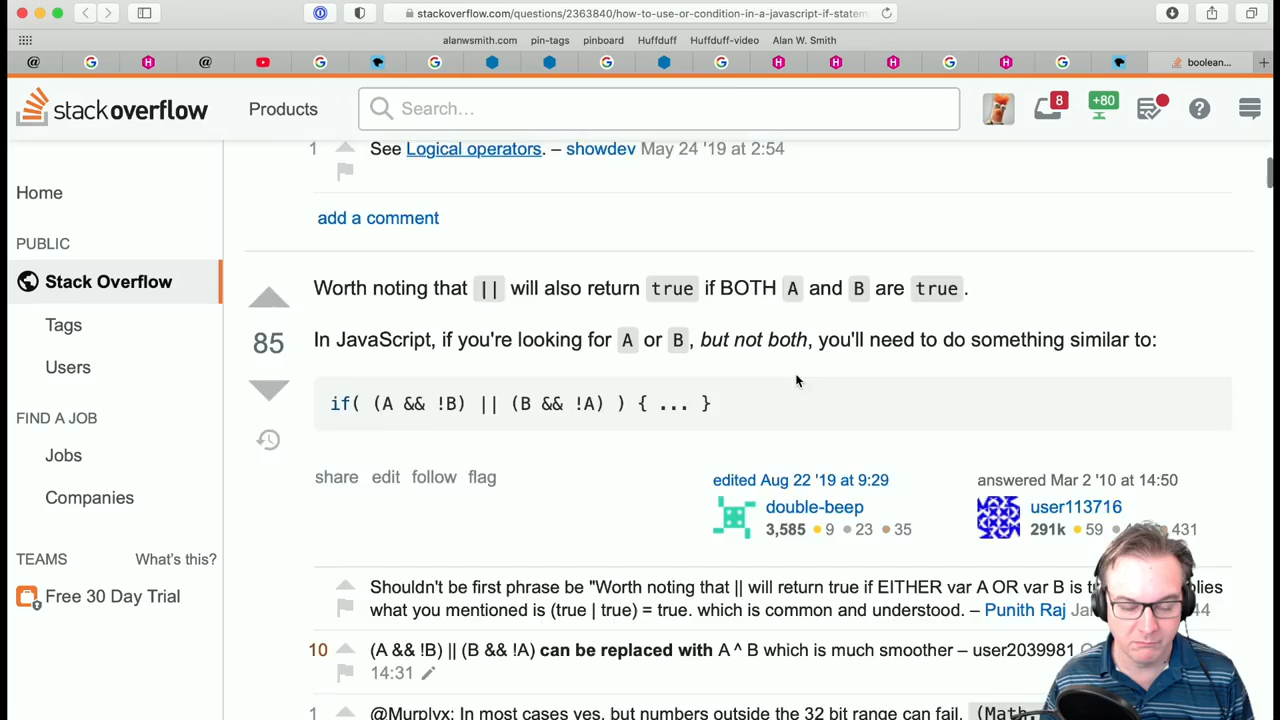 stackoverflow.com/questions/2363840/how-to-use-or-condition-in-a-javascript-if-statem
alanwsmith.com pin-tags pinboard Huffduff Huffduff-video Alan W. Smith
boolean...
stackoverflow Products Search... 8 +80
1 See Logical operators. – showdev May 24 '19 at 2:54
add a comment
Home
PUBLIC
Stack Overflow
Tags
Users
FIND A JOB
Jobs
Companies
TEAMS What's this?
Free 30 Day Trial
Worth noting that || will also return true if BOTH A and B are true.
85
In JavaScript, if you're looking for A or B, but not both, you'll need to do something similar to:
if( (A && !B) || (B && !A) ) { ... }
share edit follow flag
edited Aug 22 '19 at 9:29
double-beep
3,585 9 23 35
answered Mar 2 '10 at 14:50
user113716
291k 59 431
Shouldn't be first phrase be "Worth noting that || will return true if EITHER var A OR var B is
what you mentioned is (true | true) = true. which is common and understood. – Punith Raj
10 (A && !B) || (B && !A) can be replaced with A ^ B which is much smoother – user2039981
14:31
1 @Murplyx: In most cases yes, but numbers outside the 32 bit range can fail. (Math.